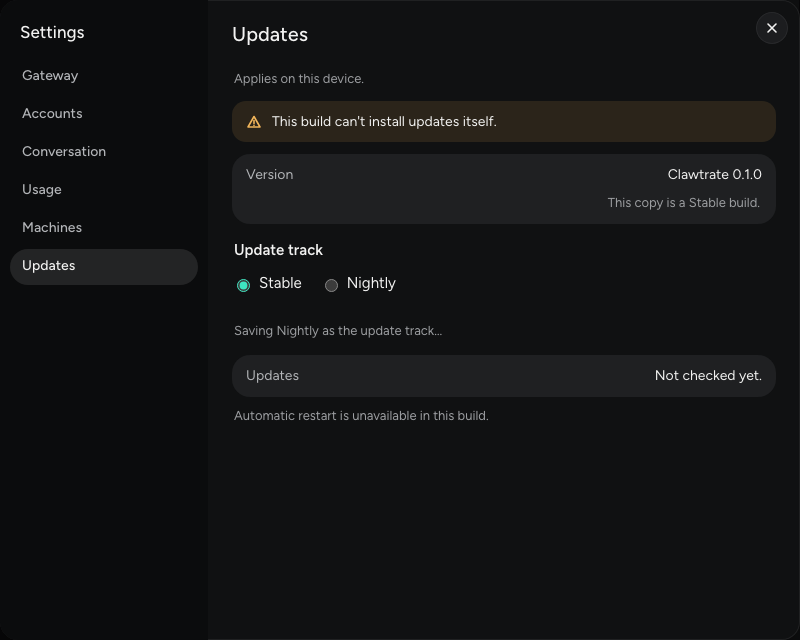 Settings
Gateway
Accounts
Conversation
Usage
Machines
Updates
Updates
Applies on this device.
This build can't install updates itself.
Version
Clawtrate 0.1.0
This copy is a Stable build.
Update track
Stable
Nightly
Saving Nightly as the update track…
Updates
Not checked yet.
Automatic restart is unavailable in this build.